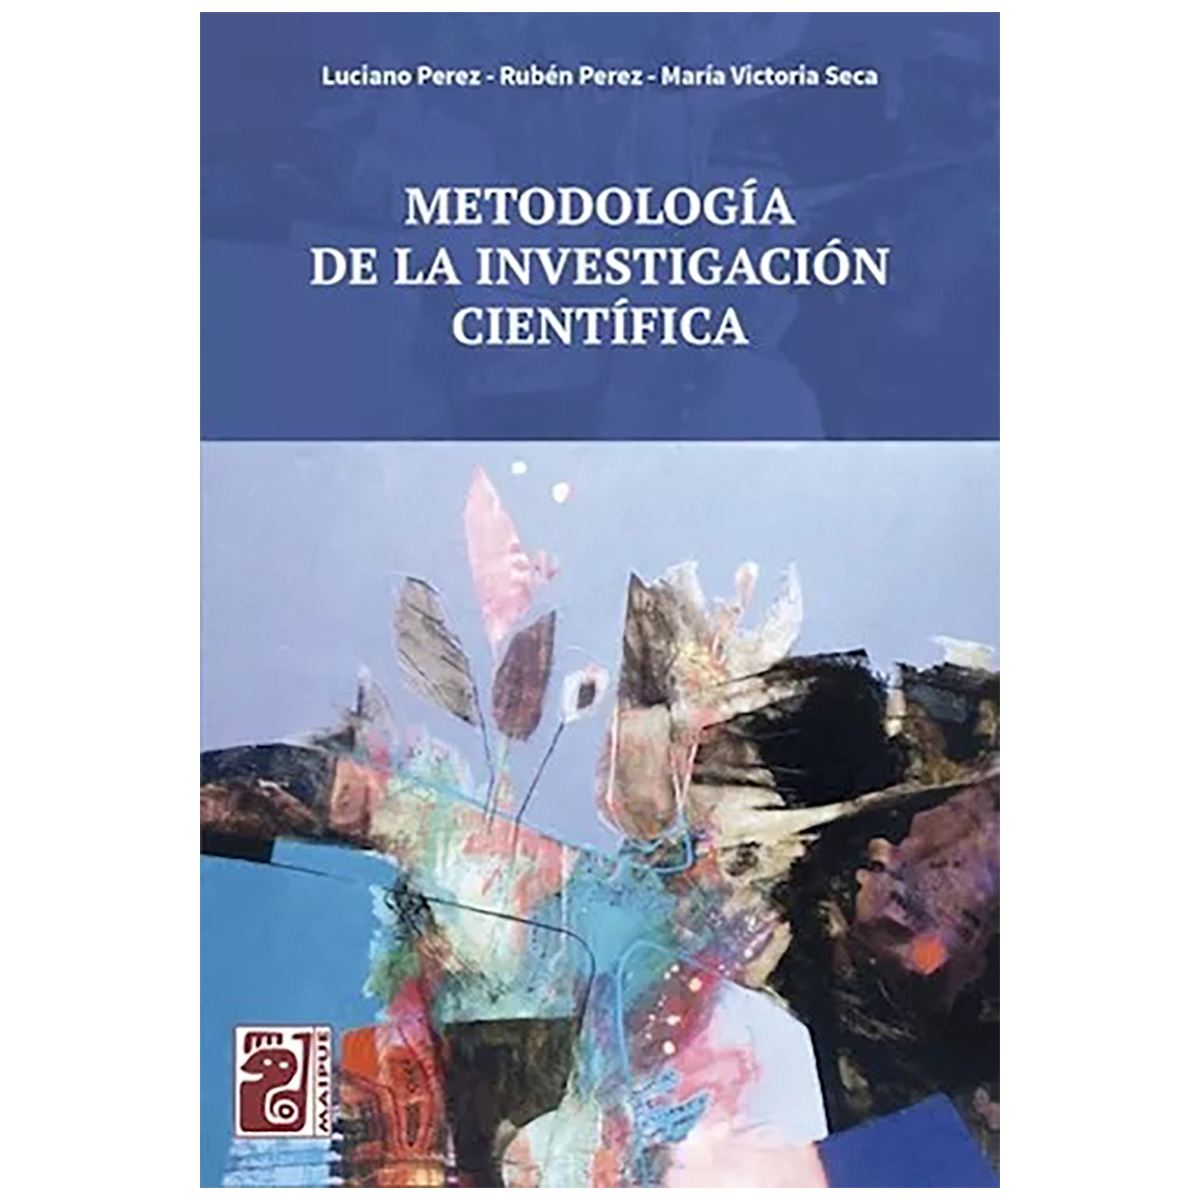 Luciano Perez - Rubén Perez - María Victoria Seca
METODOLOGÍA
DE LA INVESTIGACIÓN
CIENTÍFICA
MAIPUE